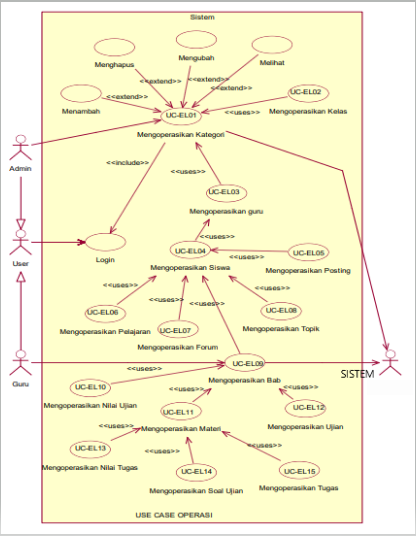 Sistem
Mengubah
Melihat
Menghapus
<<extend>>
<<extend>>
<<extend>>
<<extend>>
UC-EL02
Menambah
UC-EL01
<<uses>>
Mengoperasikan Kelas
Mengoperasikan Kategori
Admin
<<include>>
<<uses>>
UC-EL03
Mengoperasikan guru
<<uses>>
User
UC-EL04
UC-EL05
Login
<<uses>>
Mengoperasikan Siswa
Mengoperasikan Posting
<<uses>>
<<uses>>
<<uses>>
<<uses>>
UC-EL06
UC-EL08
Mengoperasikan Pelajaran
UC-EL07
Mengoperasikan Topik
Mengoperasikan Forum
UC-EL09
<<uses>>
SISTEM
Guru
Mengoperasikan Bab
UC-EL10
<<uses>>
<<uses>>
Mengoperasikan Nilai Ujian
UC-EL11
UC-EL12
Mengoperasikan Materi
Mengoperasikan Ujian
<<uses>>
UC-EL13
<<uses>>
<<uses>>
Mengoperasikan Nilai Tugas
UC-EL14
UC-EL15
Mengoperasikan Soal Ujian
Mengoperasikan Tugas
USE CASE OPERASI